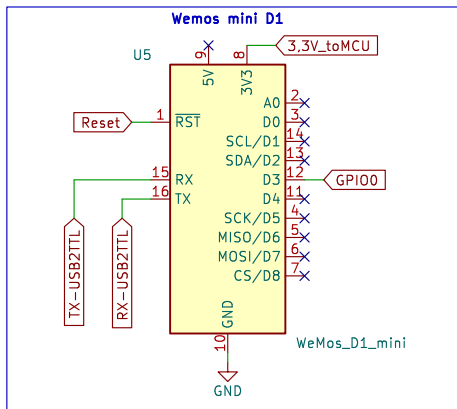 Wemos mini D1
U5
9
8
3,3V_toMCU
5V
3V3
A0 2
D0 3
Reset
1
RST
SCL/D1 14
SDA/D2 13
15
RX
D3 12
GPIO0
16
TX
D4 11
SCK/D5 4
MISO/D6 5
MOSI/D7 6
CS/D8 7
TX-USB2TTL
RX-USB2TTL
GND
10
WeMos_D1_mini
GND